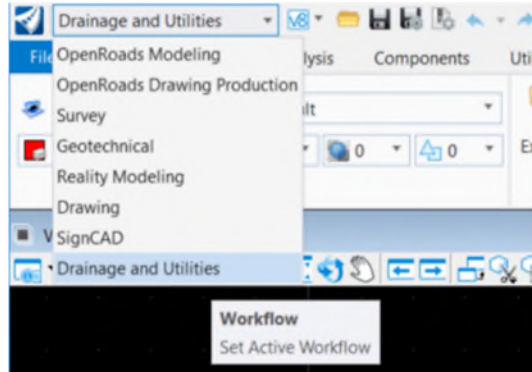 Drainage and Utilities
File
OpenRoads Modeling
lysis
Components
Uti
OpenRoads Drawing Production
Survey
lt
Geotechnical
0
0
Ex
Reality Modeling
Drawing
V
SignCAD
Drainage and Utilities
Workflow
Set Active Workflow